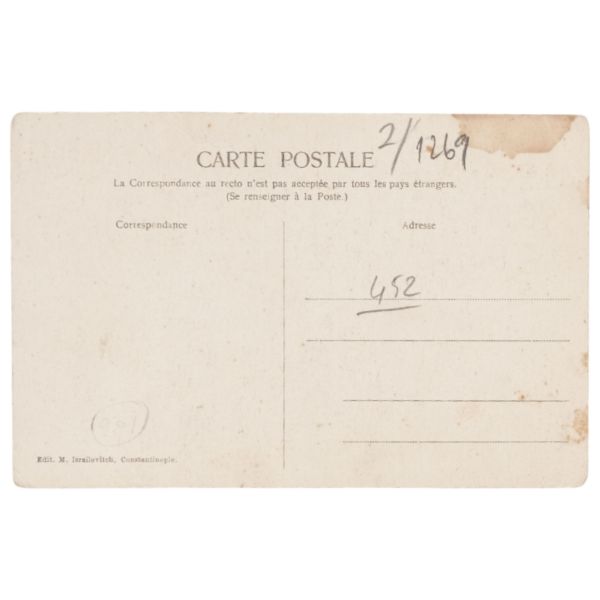 2/1269
CARTE POSTALE
La Correspondance au recto n'est pas acceptée par tous les pays étrangers.
(Se renseigner à la Poste.)
Correspondance
Adresse
452
Edit. M. Israilovitch, Constantinople.